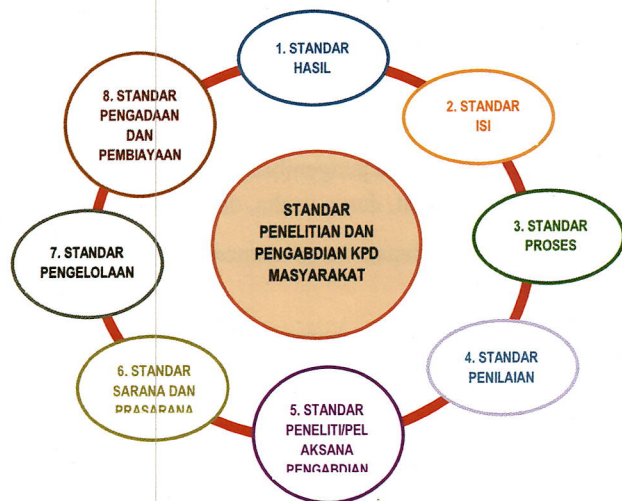 1. STANDAR
HASIL
2. STANDAR
ISI
3. STANDAR
PROSES
4. STANDAR
PENILAIAN
5. STANDAR
PENELITI/PEL
AKSANA
PENGABDIAN
6. STANDAR
SARANA DAN
PRASARANA
7. STANDAR
PENGELOLAAN
8. STANDAR
PENGADAAN
DAN
PEMBIAYAAN
STANDAR
PENELITIAN DAN
PENGABDIAN KPD
MASYARAKAT